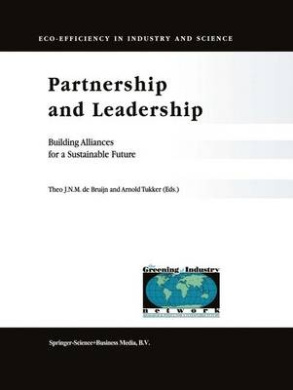 ECO-EFFICIENCY IN INDUSTRY AND SCIENCE
Partnership
and Leadership
Building Alliances
for a Sustainable Future
Theo J.N.M. de Bruijn and Arnold Tukker (Eds.)
the
Greening of Industry
network
Springer-Science+Business Media, B.V.